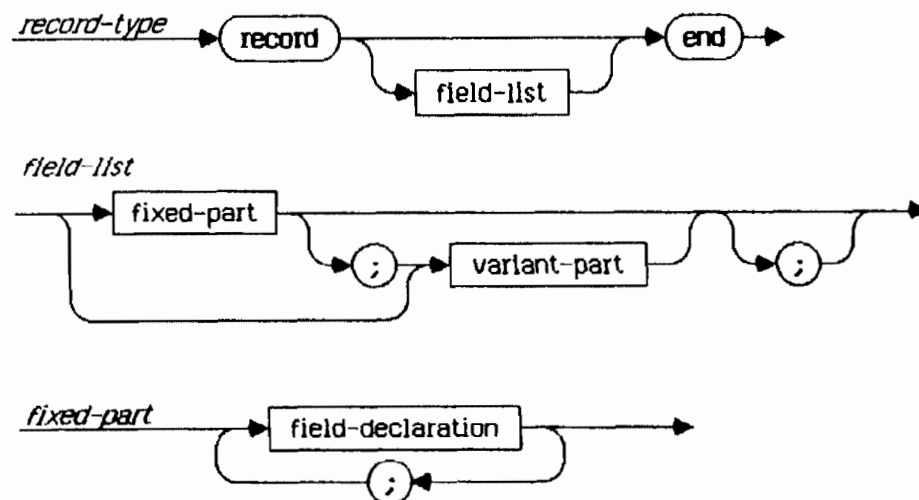 record-type record end
field-list
field-list
fixed-part
; variant-part ;
fixed-part field-declaration
;